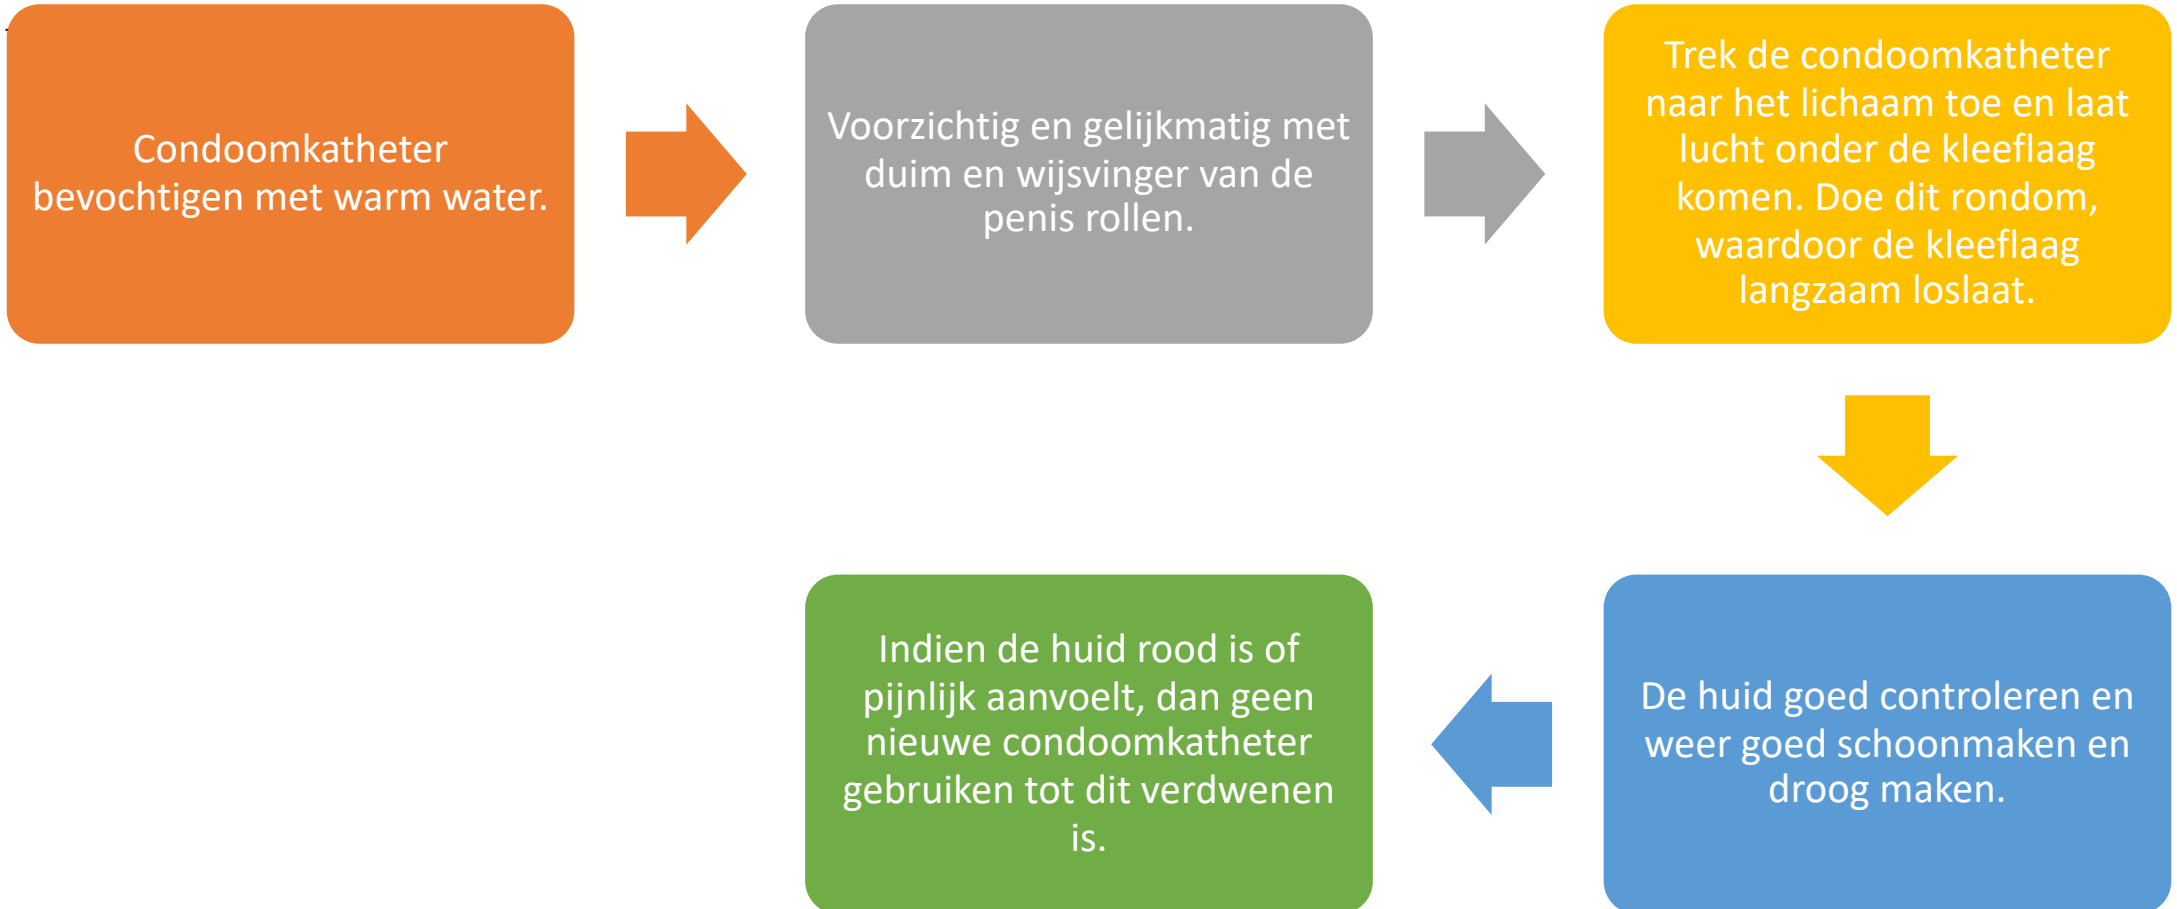 Condoomkatheter
bevochtigen met warm water.
Voorzichtig en gelijkmatig met
duim en wijsvinger van de
penis rollen.
Trek de condoomkatheter
naar het lichaam toe en laat
lucht onder de kleeflaag
komen. Doe dit rondom,
waardoor de kleeflaag
langzaam loslaat.
De huid goed controleren en
weer goed schoonmaken en
droog maken.
Indien de huid rood is of
pijnlijk aanvoelt, dan geen
nieuwe condoomkatheter
gebruiken tot dit verdwenen
is.